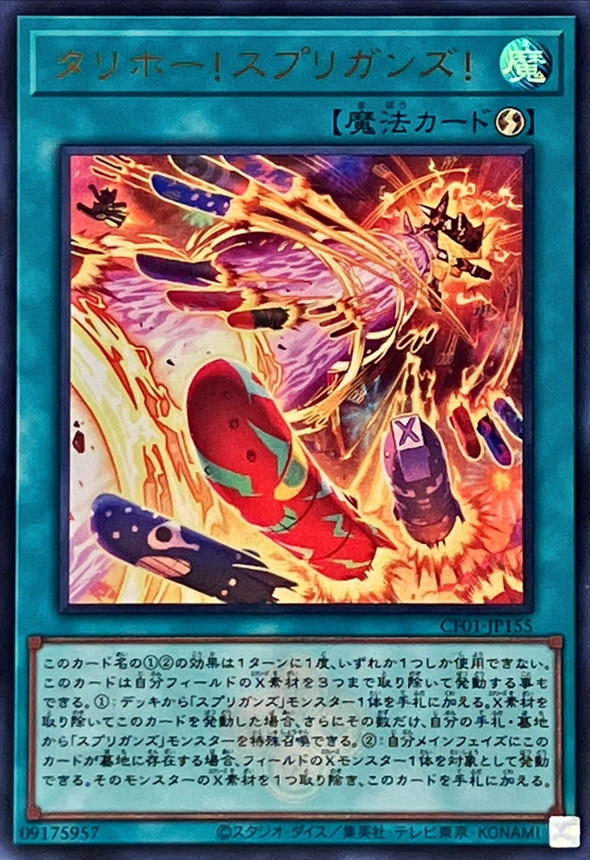 タリホー!スプリガンズ!
魔
【魔法カード】
X
CF01-JP155
このカード名の①②の効果は1ターンに1度、いずれか1つしか使用できない。
このカードは自分フィールドのX素材を3つまで取り除いて発動する事も
できる。①:デッキから「スプリガンズ」モンスター1体を手札に加える。X素材を
取り除いてこのカードを発動した場合、さらにその数だけ、自分の手札・墓地
から「スプリガンズ」モンスターを特殊召喚できる。②:自分メインフェイズにこの
カードが墓地に存在する場合、フィールドのXモンスター1体を対象として発動
できる。そのモンスターのX素材を1つ取り除き、このカードを手札に加える。
09175957 ©スタジオ・ダイス/集英社・テレビ東京・KONAMI